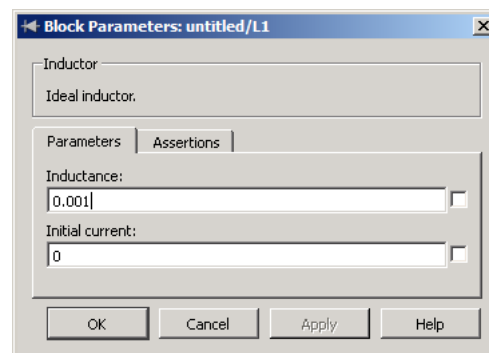 Block Parameters: untitled/L1
Inductor
Ideal inductor.
Parameters Assertions
Inductance:
0.001
Initial current:
0
OK Cancel Apply Help